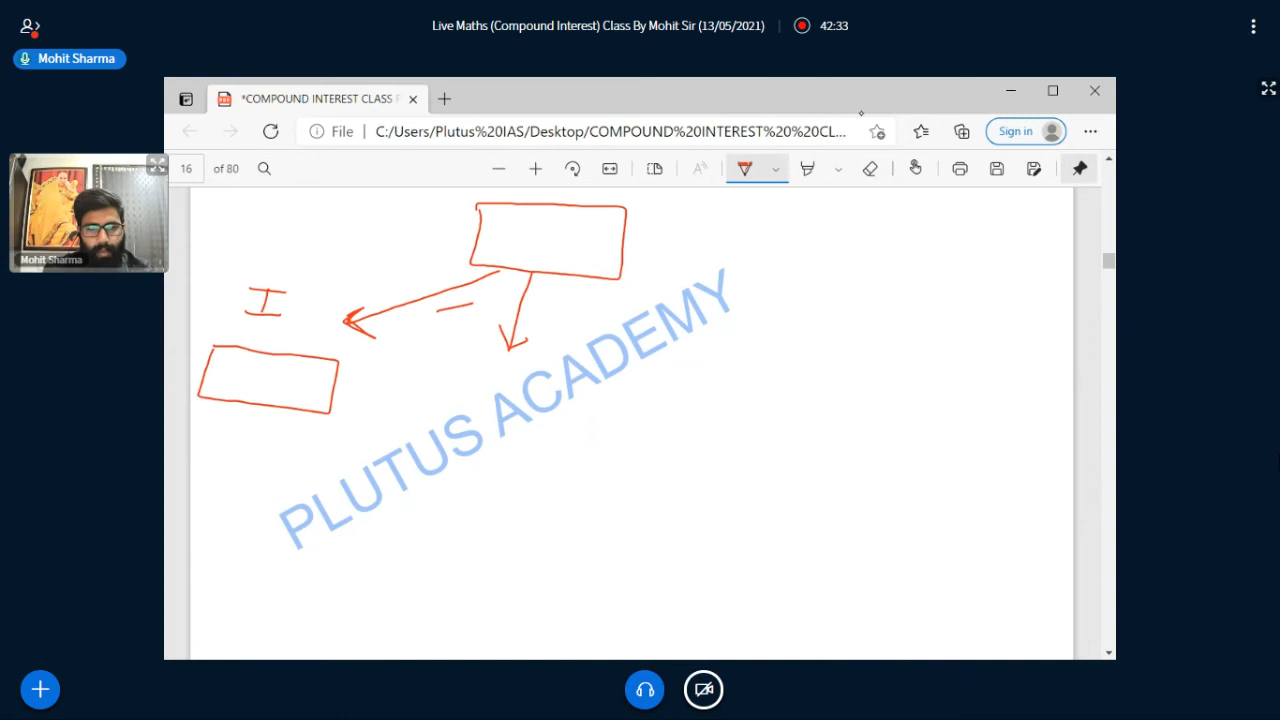 Live Maths (Compound Interest) Class By Mohit Sir (13/05/2021) 42:33
Mohit Sharma
*COMPOUND INTEREST CLASS
File C:/Users/Plutus%20IAS/Desktop/COMPOUND%20INTEREST%20%20CL... Sign in
16 of 80
Mohit Sharma
I
PLUTUS ACADEMY